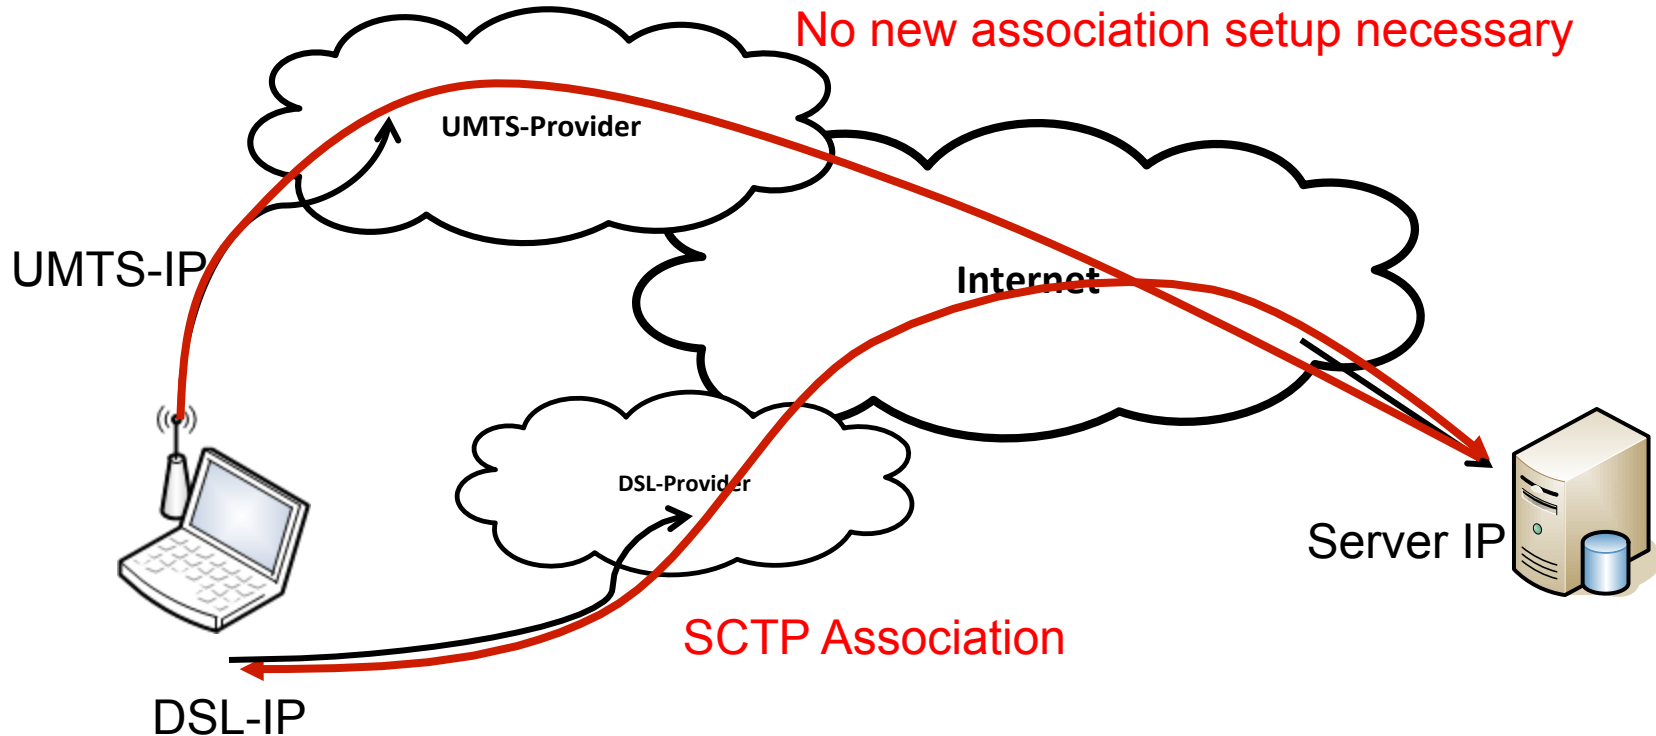 No new association setup necessary
UMTS-Provider
UMTS-IP
Internet
DSL-Provider
Server IP
SCTP Association
DSL-IP